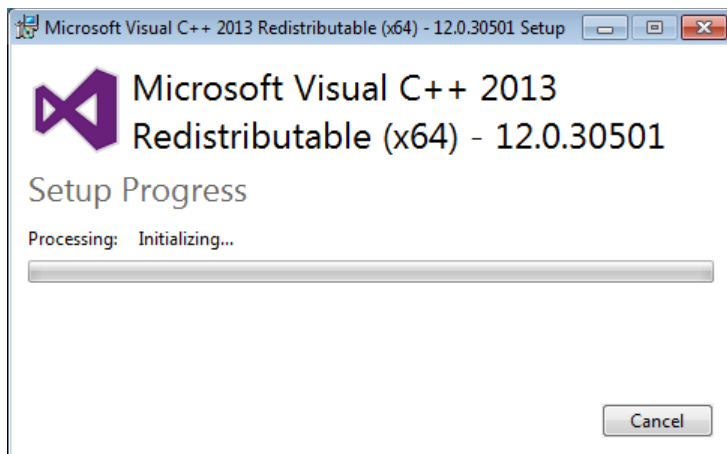 Microsoft Visual C++ 2013 Redistributable (x64) - 12.0.30501 Setup
Microsoft Visual C++ 2013
Redistributable (x64) - 12.0.30501
Setup Progress
Processing: Initializing...
Cancel